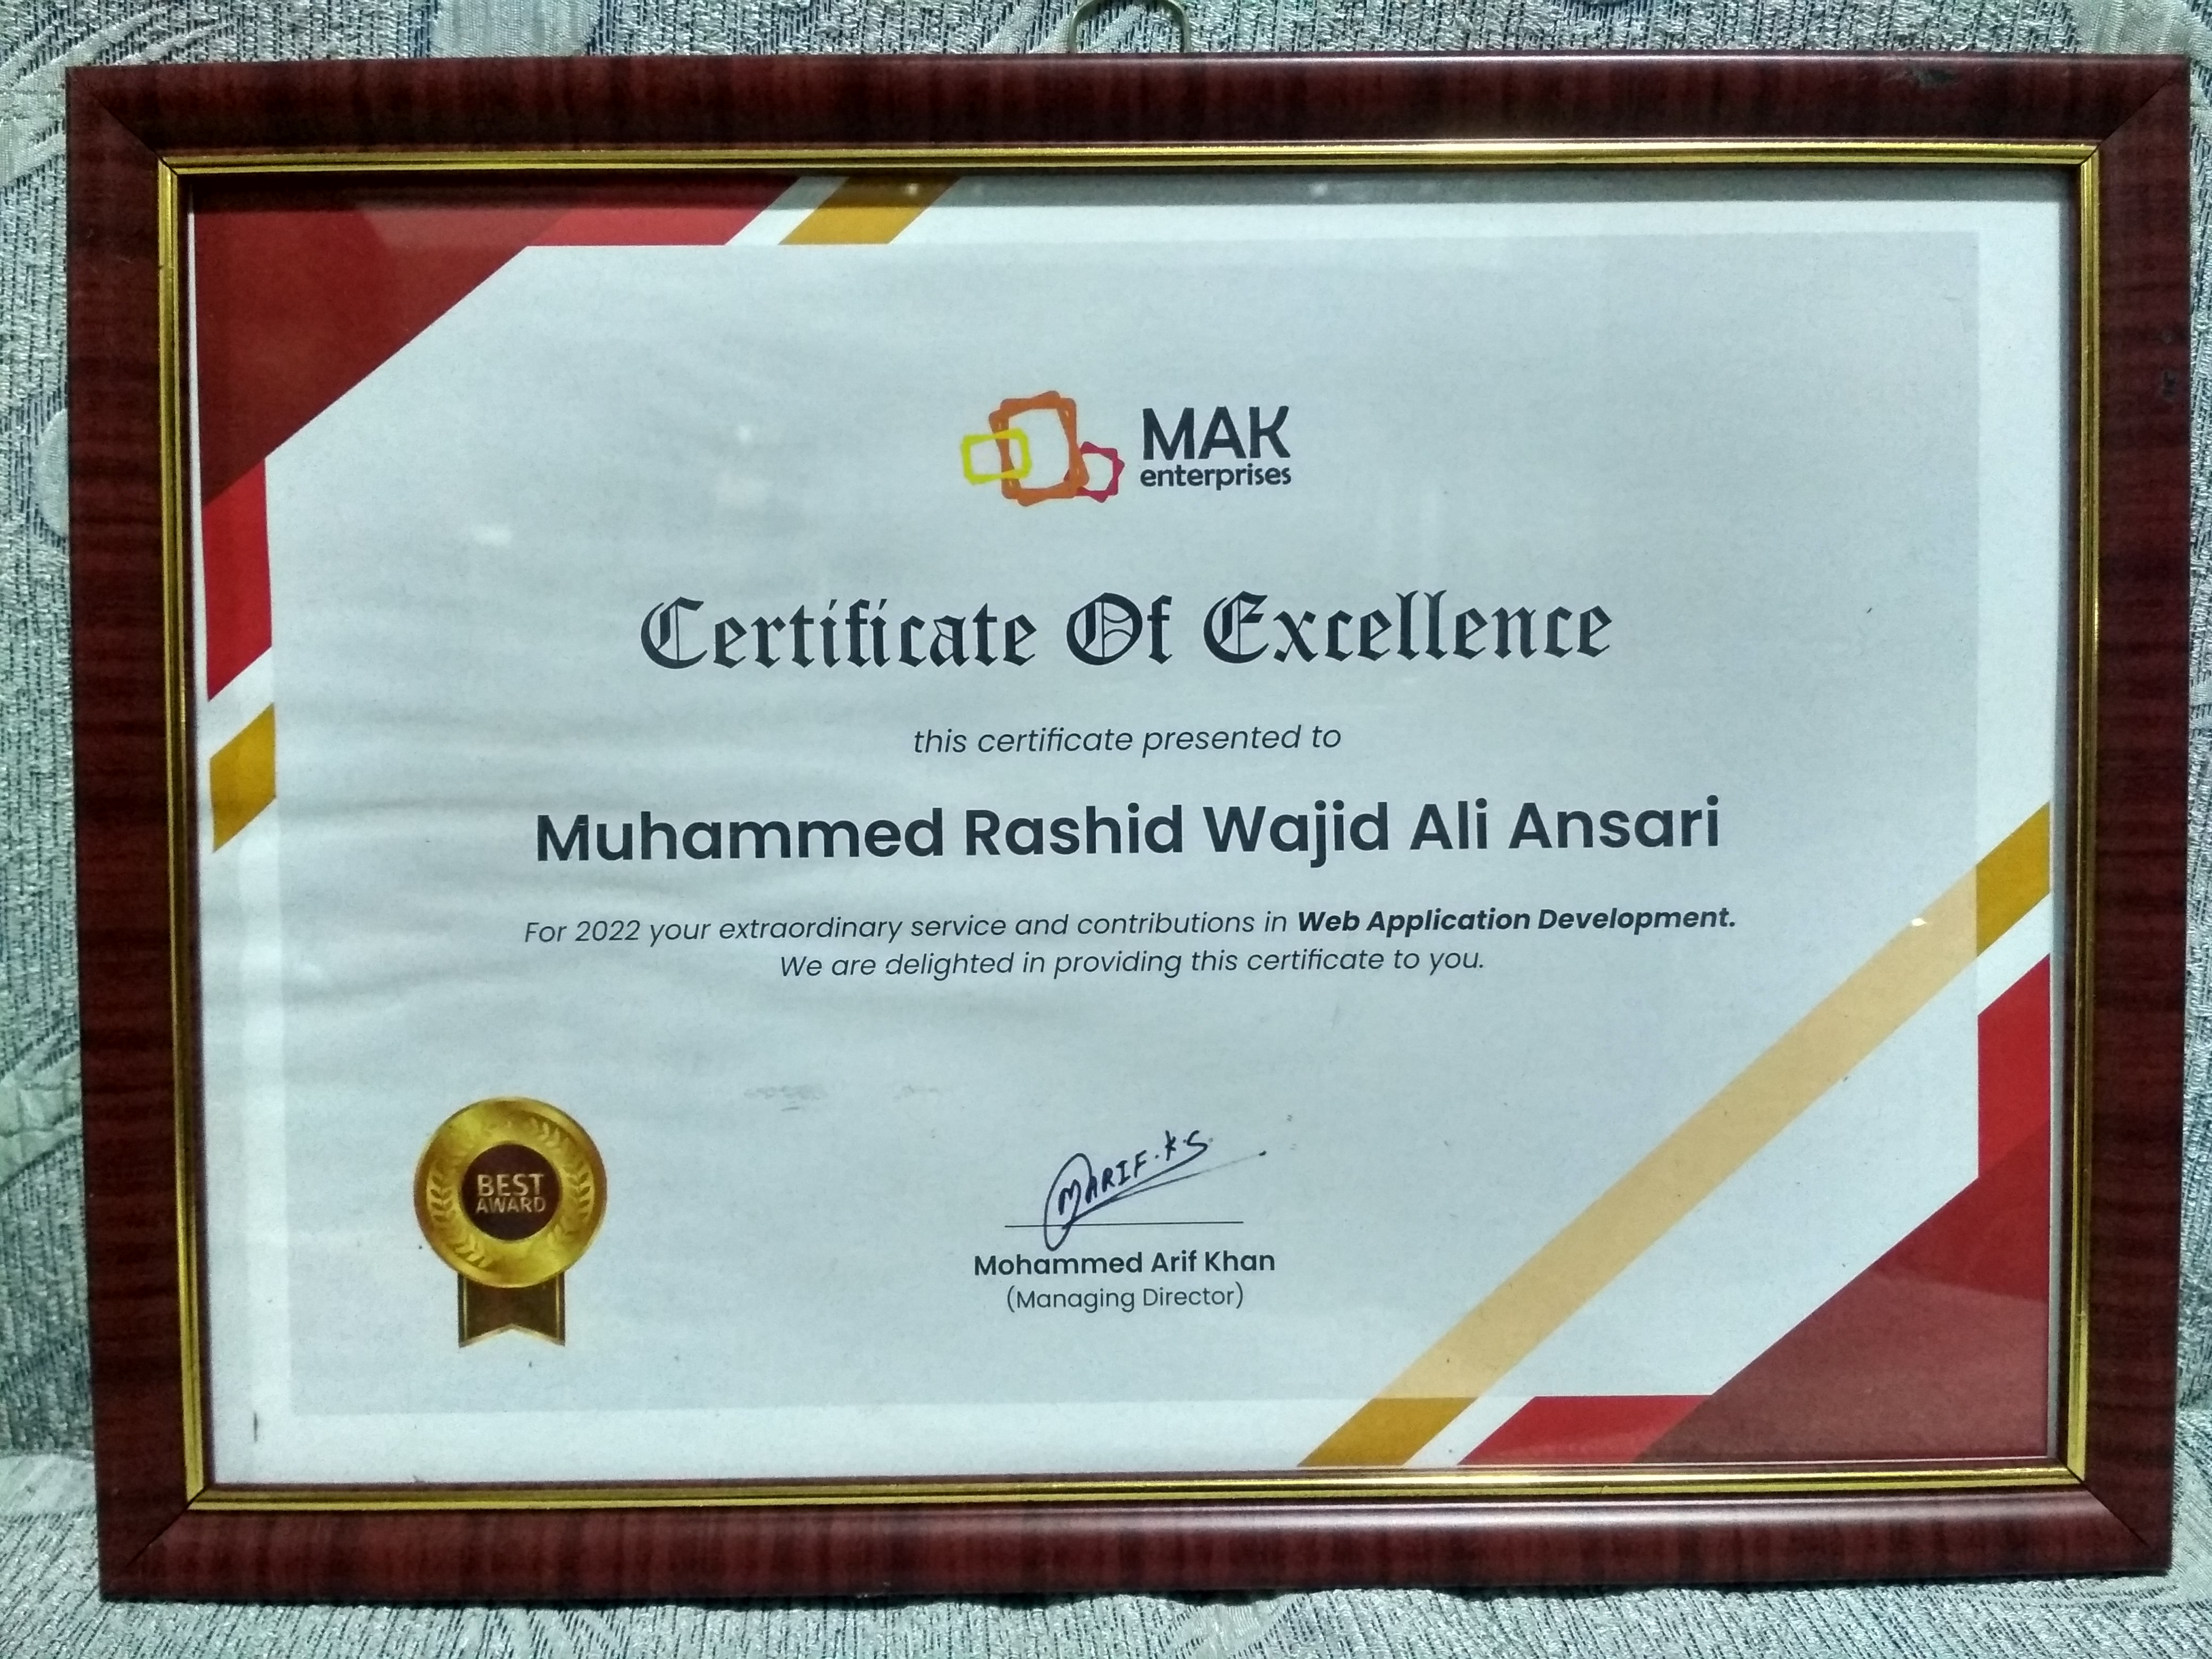 MAK
enterprises
Certificate Of Excellence
this certificate presented to
Muhammed Rashid Wajid Ali Ansari
For 2022 your extraordinary service and contributions in Web Application Development.
We are delighted in providing this certificate to you.
BEST
AWARD
MARIF.K.S
Mohammed Arif Khan
(Managing Director)